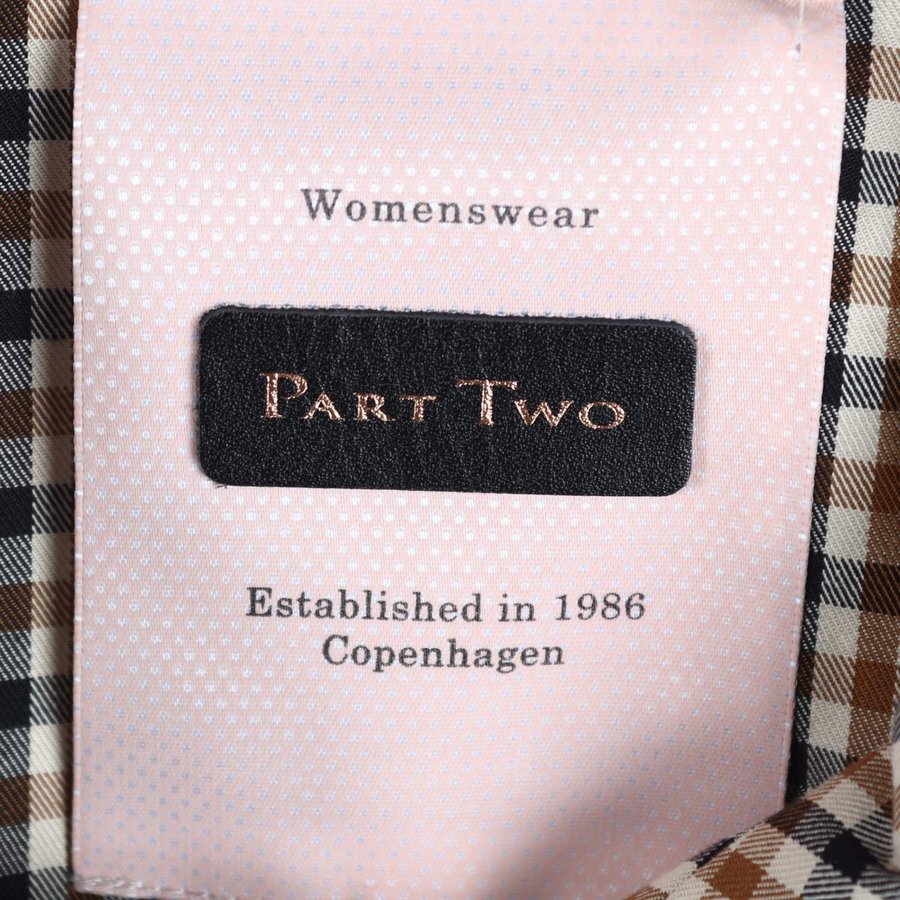 Womenswear
PART TWO
Established in 1986
Copenhagen